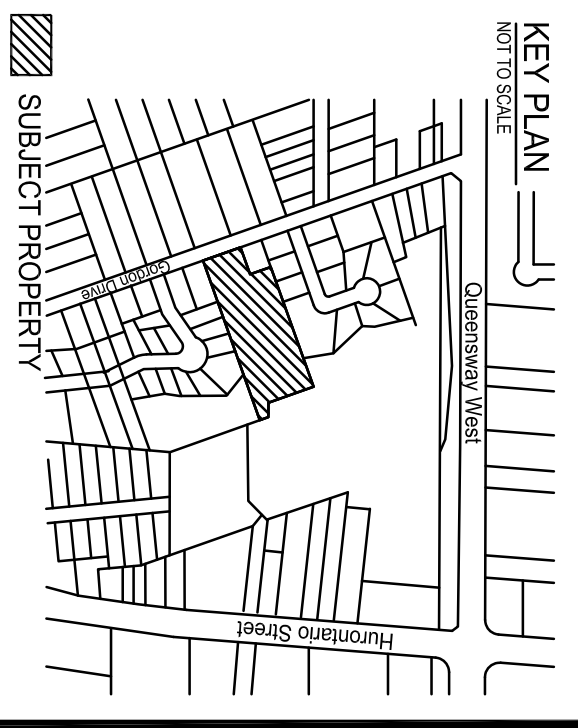 KEY PLAN
NOT TO SCALE
Queensway West
Gordon Drive
Hurontario Street
SUBJECT PROPERTY